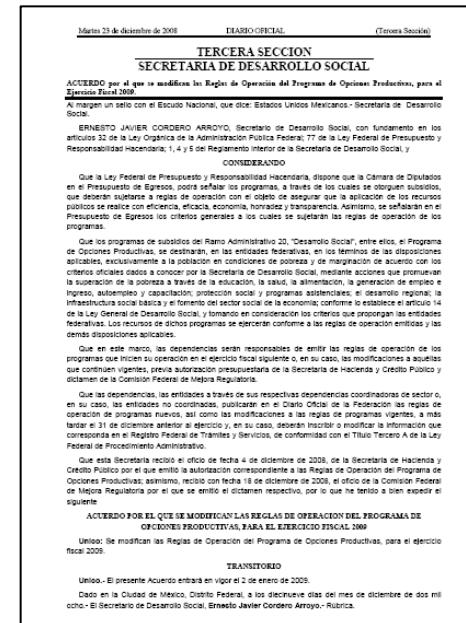 Martes 23 de diciembre de 2008 DIARIO OFICIAL (Tercera Sección)
TERCERA SECCION
SECRETARIA DE DESARROLLO SOCIAL
ACUERDO por el que se modifican las Reglas de Operación del Programa de Opciones Productivas, para el
Ejercicio Fiscal 2009.
Al margen un sello con el Escudo Nacional, que dice: Estados Unidos Mexicanos.- Secretaría de Desarrollo
Social.
ERNESTO JAVIER CORDERO ARROYO, Secretario de Desarrollo Social, con fundamento en los
artículos 32 de la Ley Orgánica de la Administración Pública Federal; 77 de la Ley Federal de Presupuesto y
Responsabilidad Hacendaria; 1, 4 y 5 del Reglamento Interior de la Secretaría de Desarrollo Social, y
CONSIDERANDO
Que la Ley Federal de Presupuesto y Responsabilidad Hacendaria, dispone que la Cámara de Diputados
en el Presupuesto de Egresos, podrá señalar los programas, a través de los cuales se otorguen subsidios,
que deberán sujetarse a reglas de operación con el objeto de asegurar que la aplicación de los recursos
públicos se realice con eficiencia, eficacia, economía, honradez y transparencia. Asimismo, se señalarán en el
Presupuesto de Egresos los criterios generales a los cuales se sujetarán las reglas de operación de los
programas.
Que los programas de subsidios del Ramo Administrativo 20, "Desarrollo Social", entre ellos, el Programa
de Opciones Productivas, se destinarán, en las entidades federativas, en los términos de las disposiciones
aplicables, exclusivamente a la población en condiciones de pobreza y de marginación de acuerdo con los
criterios oficiales dados a conocer por la Secretaría de Desarrollo Social, mediante acciones que promuevan
la superación de la pobreza a través de la educación, la salud, la alimentación, la generación de empleo e
ingreso, autoempleo y capacitación; protección social y programas asistenciales; el desarrollo regional; la
infraestructura social básica y el fomento del sector social de la economía; conforme lo establece el artículo 14
de la Ley General de Desarrollo Social, y tomando en consideración los criterios que propongan las entidades
federativas. Los recursos de dichos programas se ejercerán conforme a las reglas de operación emitidas y las
demás disposiciones aplicables.
Que en este marco, las dependencias serán responsables de emitir las reglas de operación de los
programas que inicien su operación en el ejercicio fiscal siguiente o, en su caso, las modificaciones a aquéllas
que continúen vigentes, previa autorización presupuestaria de la Secretaría de Hacienda y Crédito Público y
dictamen de la Comisión Federal de Mejora Regulatoria.
Que las dependencias, las entidades a través de sus respectivas dependencias coordinadoras de sector o,
en su caso, las entidades no coordinadas, publicarán en el Diario Oficial de la Federación las reglas de
operación de programas nuevos, así como las modificaciones a las reglas de programas vigentes, a más
tardar el 31 de diciembre anterior al ejercicio y, en su caso, deberán inscribir o modificar la información que
corresponda en el Registro Federal de Trámites y Servicios, de conformidad con el Título Tercero A de la Ley
Federal de Procedimiento Administrativo.
Que esta Secretaría recibió el oficio de fecha 4 de diciembre de 2008, de la Secretaría de Hacienda y
Crédito Público por el que emitió la autorización correspondiente a las Reglas de Operación del Programa de
Opciones Productivas; asimismo, recibió con fecha 18 de diciembre de 2008, el oficio de la Comisión Federal
de Mejora Regulatoria por el que se emitió el dictamen respectivo, por lo que he tenido a bien expedir el
siguiente
ACUERDO POR EL QUE SE MODIFICAN LAS REGLAS DE OPERACION DEL PROGRAMA DE
OPCIONES PRODUCTIVAS, PARA EL EJERCICIO FISCAL 2009
Unico: Se modifican las Reglas de Operación del Programa de Opciones Productivas, para el ejercicio
fiscal 2009.
TRANSITORIO
Unico.- El presente Acuerdo entrará en vigor el 2 de enero de 2009.
Dado en la Ciudad de México, Distrito Federal, a los diecinueve días del mes de diciembre de dos mil
ocho.- El Secretario de Desarrollo Social, Ernesto Javier Cordero Arroyo.- Rúbrica.